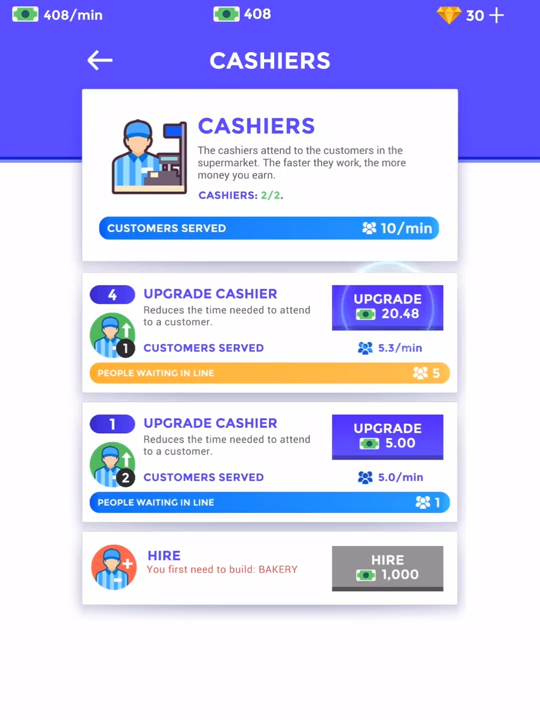 408/min
408
30 +
CASHIERS
CASHIERS
The cashiers attend to the customers in the
supermarket. The faster they work, the more
money you earn.
CASHIERS: 2/2.
CUSTOMERS SERVED 10/min
4 UPGRADE CASHIER
Reduces the time needed to attend
to a customer.
UPGRADE
20.48
1
CUSTOMERS SERVED 5.3/min
PEOPLE WAITING IN LINE 5
1 UPGRADE CASHIER
Reduces the time needed to attend
to a customer.
UPGRADE
5.00
2
CUSTOMERS SERVED 5.0/min
PEOPLE WAITING IN LINE 1
HIRE
You first need to build: BAKERY
HIRE
1,000